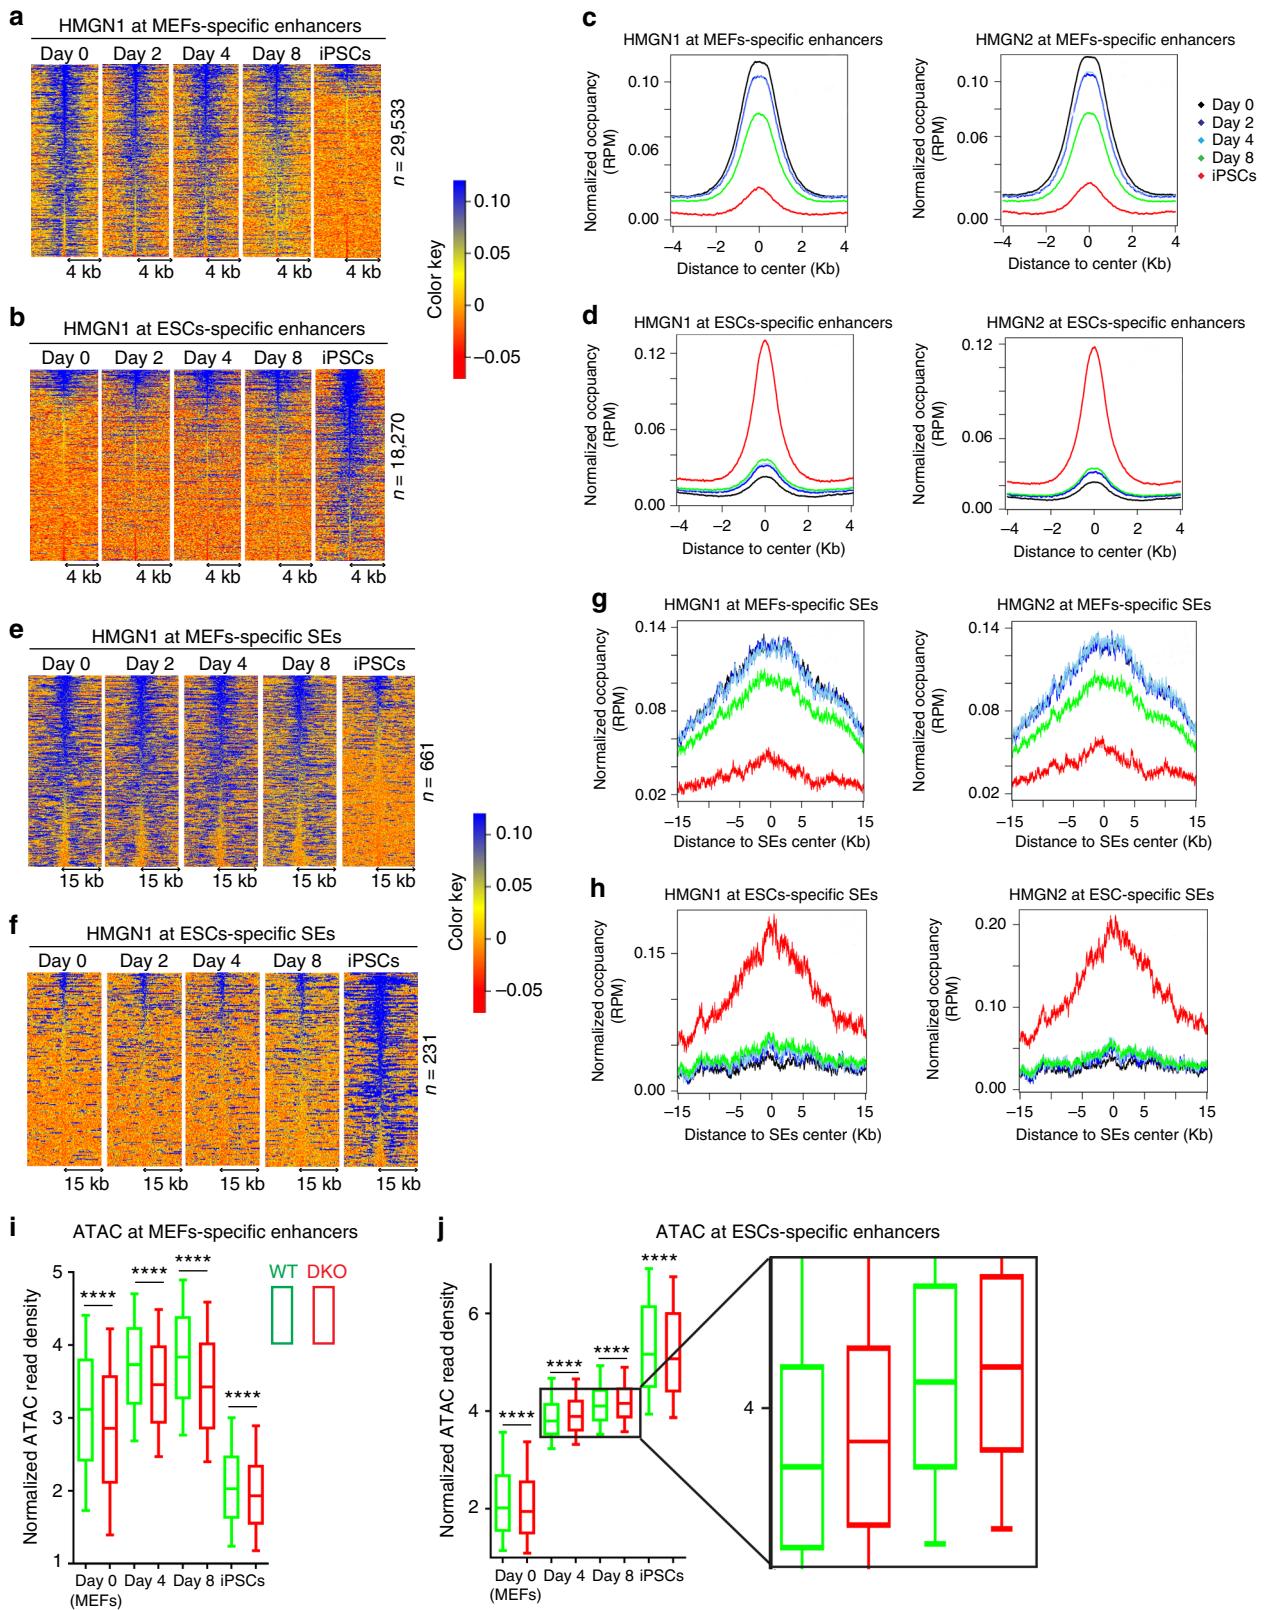 a
HMGN1 at MEFs-specific enhancers
Day 0 Day 2 Day 4 Day 8 iPSCs
n = 29,533
4 kb 4 kb 4 kb 4 kb 4 kb
b
HMGN1 at ESCs-specific enhancers
Day 0 Day 2 Day 4 Day 8 iPSCs
n = 18,270
4 kb 4 kb 4 kb 4 kb 4 kb
Color key
0.10
0.05
0
−0.05
c
HMGN1 at MEFs-specific enhancers
Normalized occpuancy
(RPM)
0.10
0.06
0.00
−4 −2 0 2 4
Distance to center (Kb)
HMGN2 at MEFs-specific enhancers
Normalized occpuancy
(RPM)
0.10
0.06
0.00
−4 −2 0 2 4
Distance to center (Kb)
Day 0
Day 2
Day 4
Day 8
iPSCs
d
HMGN1 at ESCs-specific enhancers
Normalized occpuancy
(RPM)
0.12
0.06
0.00
−4 −2 0 2 4
Distance to center (Kb)
HMGN2 at ESCs-specific enhancers
Normalized occpuancy
(RPM)
0.12
0.06
0.00
−4 −2 0 2 4
Distance to center (Kb)
e
HMGN1 at MEFs-specific SEs
Day 0 Day 2 Day 4 Day 8 iPSCs
n = 661
15 kb 15 kb 15 kb 15 kb 15 kb
f
HMGN1 at ESCs-specific SEs
Day 0 Day 2 Day 4 Day 8 iPSCs
n = 231
15 kb 15 kb 15 kb 15 kb 15 kb
Color key
0.10
0.05
0
−0.05
g
HMGN1 at MEFs-specific SEs
Normalized occpuancy
(RPM)
0.14
0.08
0.02
−15 −5 0 5 15
Distance to SEs center (Kb)
HMGN2 at MEFs-specific SEs
Normalized occpuancy
(RPM)
0.14
0.08
0.02
−15 −5 0 5 15
Distance to SEs center (Kb)
h
HMGN1 at ESCs-specific SEs
Normalized occpuancy
(RPM)
0.15
0.00
−15 −5 0 5 15
Distance to SEs center (Kb)
HMGN2 at ESC-specific SEs
Normalized occpuancy
(RPM)
0.20
0.10
0.00
−15 −5 0 5 15
Distance to SEs center (Kb)
i
ATAC at MEFs-specific enhancers
WT DKO
Normalized ATAC read density
5
4
3
2
1
**** **** **** ****
Day 0 Day 4 Day 8 iPSCs
(MEFs)
j
ATAC at ESCs-specific enhancers
Normalized ATAC read density
6
4
2
**** **** **** ****
Day 0 Day 4 Day 8 iPSCs
(MEFs)
4